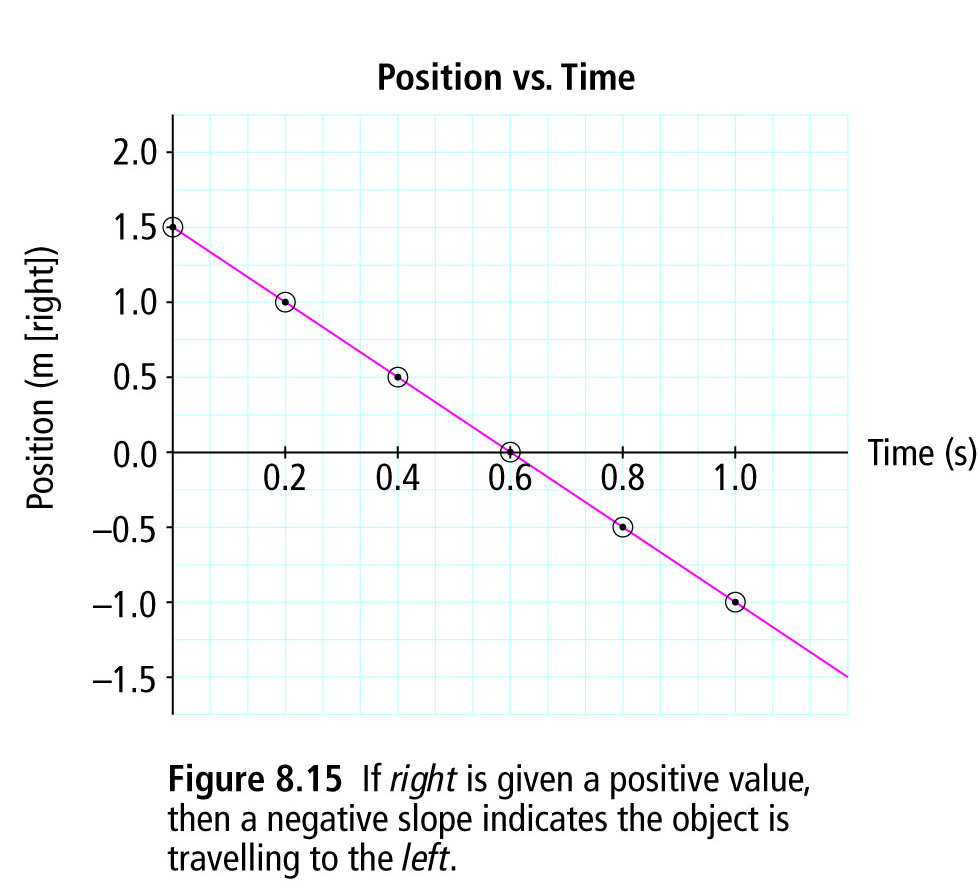 Position vs. Time
2.0
1.5
1.0
0.5
0.0
–0.5
–1.0
–1.5
Position (m [right])
0.2 0.4 0.6 0.8 1.0
Time (s)
Figure 8.15 If right is given a positive value,
then a negative slope indicates the object is
travelling to the left.